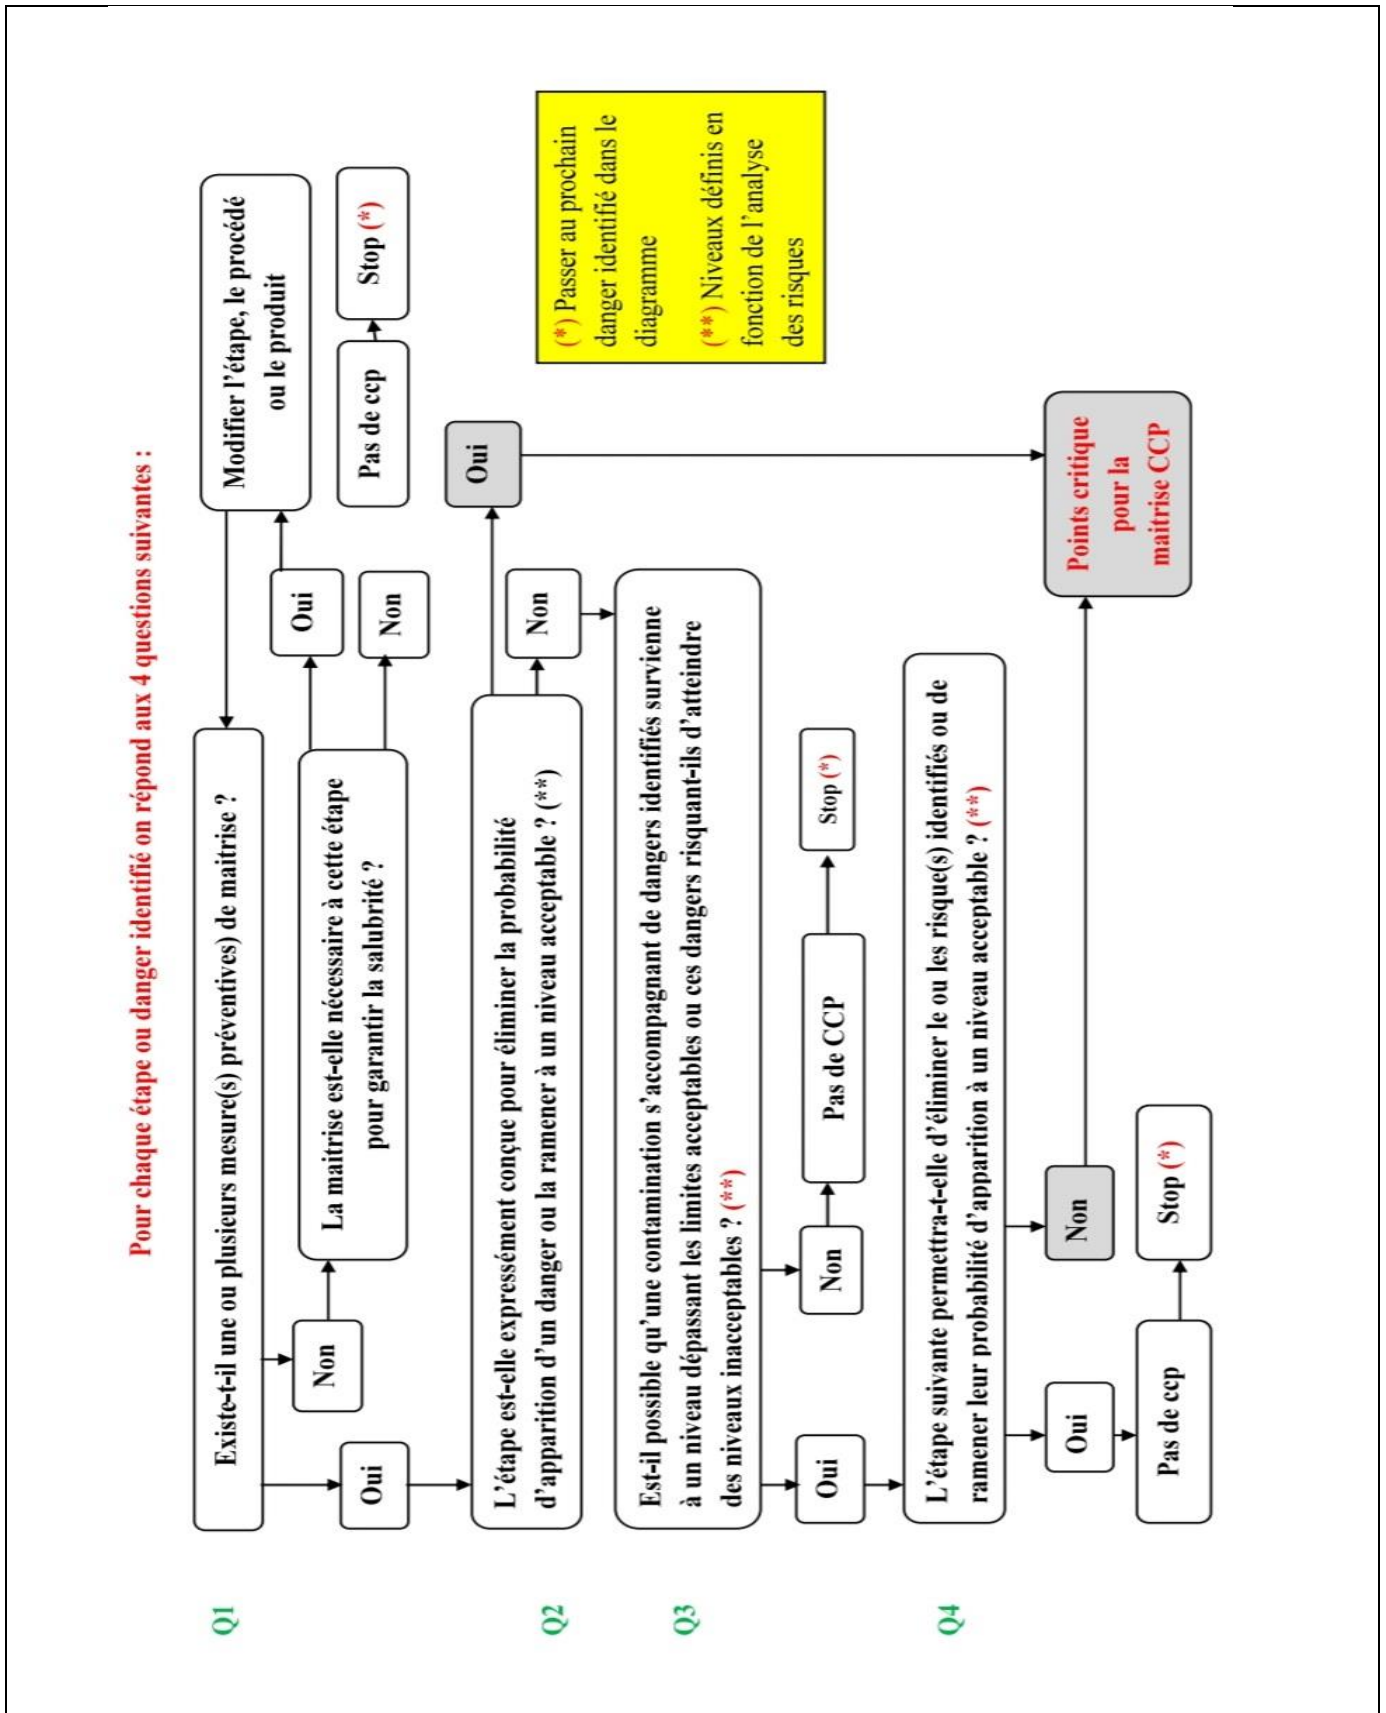 Pour chaque étape ou danger identifié on répond aux 4 questions suivantes :
Q1
Existe-t-il une ou plusieurs mesure(s) préventives) de maitrise ?
Modifier l’étape, le procédé
ou le produit
Non
La maitrise est-elle nécessaire à cette étape
pour garantir la salubrité ?
Oui
Non
Pas de ccp
Stop (*)
Oui
Q2
L’étape est-elle expressément conçue pour éliminer la probabilité
d’apparition d’un danger ou la ramener à un niveau acceptable ? (**)
Oui
Non
(*) Passer au prochain
danger identifié dans le
diagramme
(**) Niveaux définis en
fonction de l’analyse
des risques
Q3
Est-il possible qu’une contamination s’accompagnant de dangers identifiés survienne
à un niveau dépassant les limites acceptables ou ces dangers risquant-ils d’atteindre
des niveaux inacceptables ? (**)
Oui
Non
Pas de CCP
Stop (*)
Q4
L’étape suivante permettra-t-elle d’éliminer le ou les risque(s) identifiés ou de
ramener leur probabilité d’apparition à un niveau acceptable ? (**)
Oui
Non
Points critique
pour la
maitrise CCP
Pas de ccp
Stop (*)